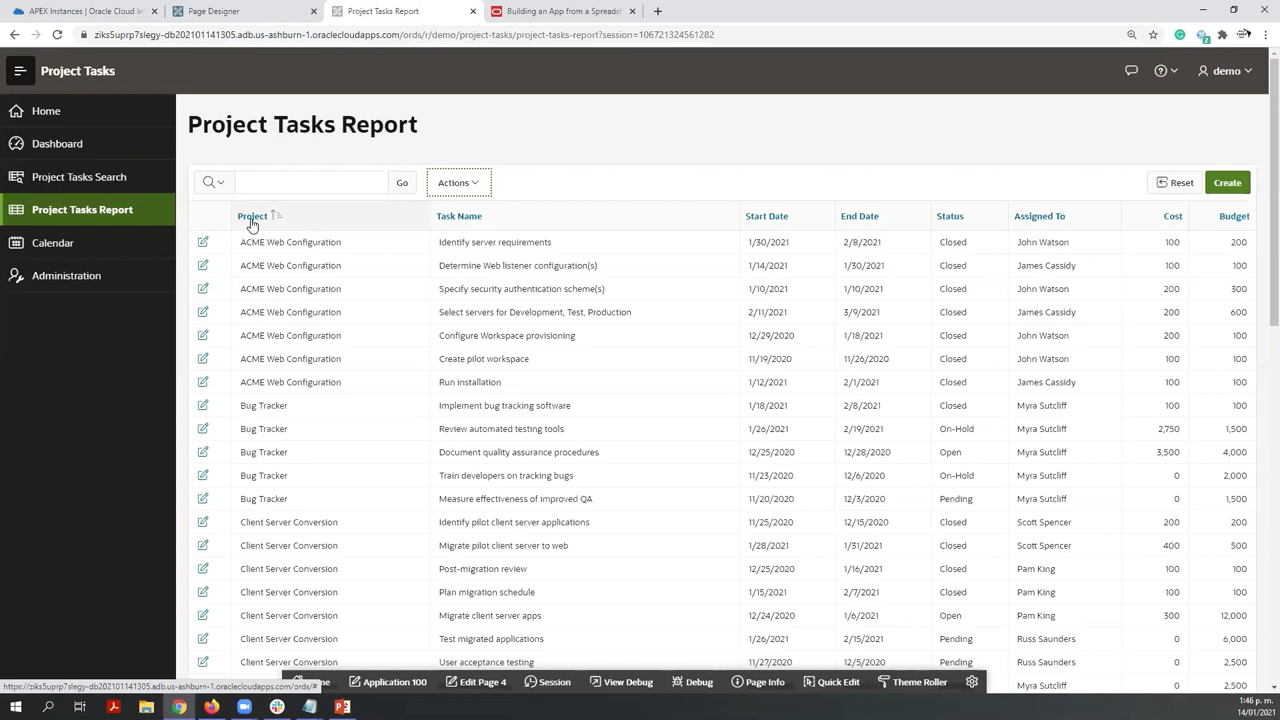 APEX Instances | Oracle Cloud In
Page Designer
Project Tasks Report
Building an App from a Spreadsh
ziks5uprp7slegy-db202101141305.adb.us-ashburn-1.oraclecloudapps.com/ords/r/demo/project-tasks/project-tasks-report?session=106721324561282
Project Tasks
demo
Home
Dashboard
Project Tasks Search
Project Tasks Report
Calendar
Administration
Project Tasks Report
Go
Actions
Reset
Create
Project Task Name Start Date End Date Status Assigned To Cost Budget
ACME Web Configuration Identify server requirements 1/30/2021 2/8/2021 Closed John Watson 100 200
ACME Web Configuration Determine Web listener configuration(s) 1/14/2021 1/30/2021 Closed James Cassidy 100 100
ACME Web Configuration Specify security authentication scheme(s) 1/10/2021 1/10/2021 Closed John Watson 200 300
ACME Web Configuration Select servers for Development, Test, Production 2/11/2021 3/9/2021 Closed James Cassidy 200 600
ACME Web Configuration Configure Workspace provisioning 12/29/2020 1/18/2021 Closed John Watson 100 100
ACME Web Configuration Create pilot workspace 11/19/2020 11/26/2020 Closed John Watson 100 100
ACME Web Configuration Run installation 1/12/2021 2/1/2021 Closed James Cassidy 100 100
Bug Tracker Implement bug tracking software 1/18/2021 2/8/2021 Closed Myra Sutcliff 100 100
Bug Tracker Review automated testing tools 1/26/2021 2/19/2021 On-Hold Myra Sutcliff 2,750 1,500
Bug Tracker Document quality assurance procedures 12/25/2020 12/28/2020 Open Myra Sutcliff 3,500 4,000
Bug Tracker Train developers on tracking bugs 11/23/2020 12/6/2020 On-Hold Myra Sutcliff 0 2,000
Bug Tracker Measure effectiveness of improved QA 11/20/2020 12/3/2020 Pending Myra Sutcliff 0 1,500
Client Server Conversion Identify pilot client server applications 11/25/2020 12/15/2020 Closed Scott Spencer 200 200
Client Server Conversion Migrate pilot client server to web 1/28/2021 1/31/2021 Closed Scott Spencer 400 500
Client Server Conversion Post-migration review 12/25/2020 1/16/2021 Closed Pam King 100 100
Client Server Conversion Plan migration schedule 1/15/2021 2/7/2021 Closed Pam King 100 100
Client Server Conversion Migrate client server apps 12/24/2020 1/6/2021 Open Pam King 300 12,000
Client Server Conversion Test migrated applications 1/26/2021 2/15/2021 Pending Russ Saunders 0 6,000
Client Server Conversion User acceptance testing 11/27/2020 12/5/2020 Pending Russ Saunders 0 2,500
Application 100 Edit Page 4 Session View Debug Debug Page Info Quick Edit Theme Roller
https://ziks5uprp7slegy-db202101141305.adb.us-ashburn-1.oraclecloudapps.com/ords/#
1:46 p. m.
14/01/2021